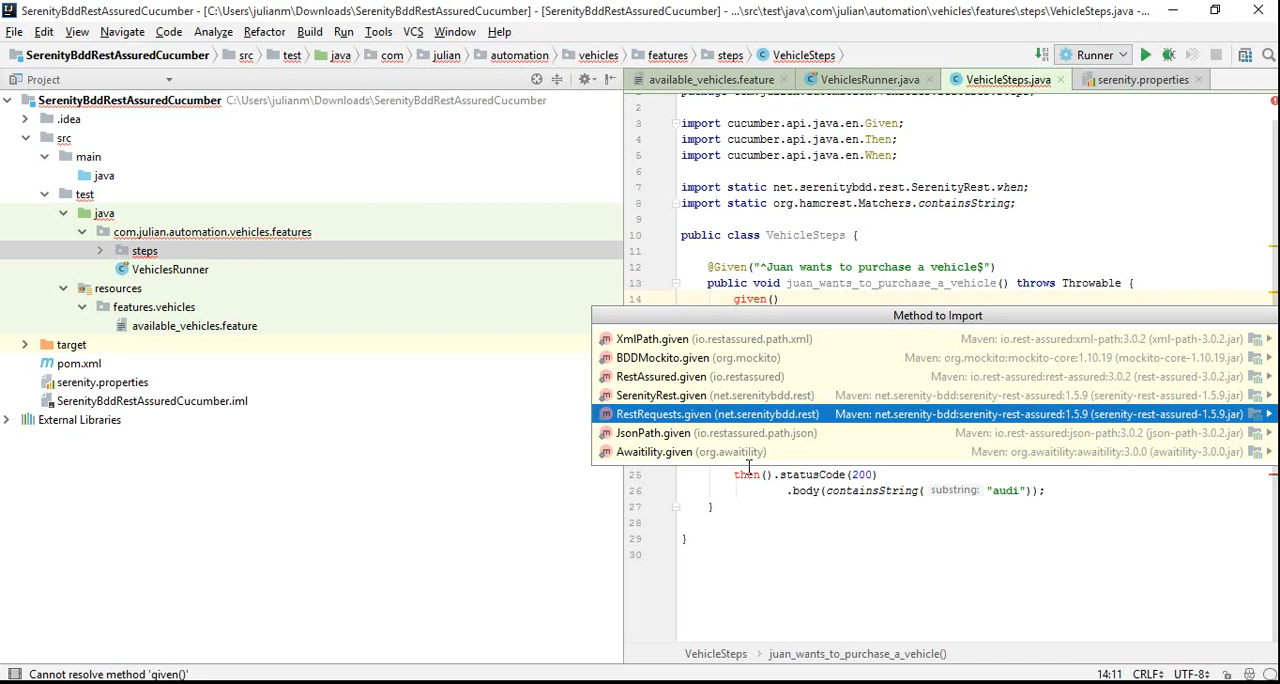 SerenityBddRestAssuredCucumber - [C:\Users\julianm\Downloads\SerenityBddRestAssuredCucumber] - [SerenityBddRestAssuredCucumber] - ...\src\test\java\com\julian\automation\vehicles\features\steps\VehicleSteps.java -...
File Edit View Navigate Code Analyze Refactor Build Run Tools VCS Window Help
SerenityBddRestAssuredCucumber src test java com julian automation vehicles features steps VehicleSteps Runner
Project available_vehicles.feature VehiclesRunner.java VehicleSteps.java serenity.properties
SerenityBddRestAssuredCucumber C:\Users\julianm\Downloads\SerenityBddRestAssuredCucumber
.idea
src
main
java
test
java
com.julian.automation.vehicles.features
steps
VehiclesRunner
resources
features.vehicles
available_vehicles.feature
target
pom.xml
serenity.properties
SerenityBddRestAssuredCucumber.iml
External Libraries
2
3 import cucumber.api.java.en.Given;
4 import cucumber.api.java.en.Then;
5 import cucumber.api.java.en.When;
6
7 import static net.serenitybdd.rest.SerenityRest.when;
8 import static org.hamcrest.Matchers.containsString;
9
10 public class VehicleSteps {
11
12 @Given("^Juan wants to purchase a vehicle$")
13 public void juan_wants_to_purchase_a_vehicle() throws Throwable {
14 given()
Method to Import
XmlPath.given (io.restassured.path.xml) Maven: io.rest-assured:xml-path:3.0.2 (xml-path-3.0.2.jar)
BDDMockito.given (org.mockito) Maven: org.mockito:mockito-core:1.10.19 (mockito-core-1.10.19.jar)
RestAssured.given (io.restassured) Maven: io.rest-assured:rest-assured:3.0.2 (rest-assured-3.0.2.jar)
SerenityRest.given (net.serenitybdd.rest) Maven: net.serenity-bdd:serenity-rest-assured:1.5.9 (serenity-rest-assured-1.5.9.jar)
RestRequests.given (net.serenitybdd.rest) Maven: net.serenity-bdd:serenity-rest-assured:1.5.9 (serenity-rest-assured-1.5.9.jar)
JsonPath.given (io.restassured.path.json) Maven: io.rest-assured:json-path:3.0.2 (json-path-3.0.2.jar)
Awaitility.given (org.awaitility) Maven: org.awaitility:awaitility:3.0.0 (awaitility-3.0.0.jar)
25 then().statusCode(200)
26 .body(containsString( substring: "audi"));
27 }
28
29 }
30
VehicleSteps juan_wants_to_purchase_a_vehicle()
Cannot resolve method 'given()' 14:11 CRLF UTF-8